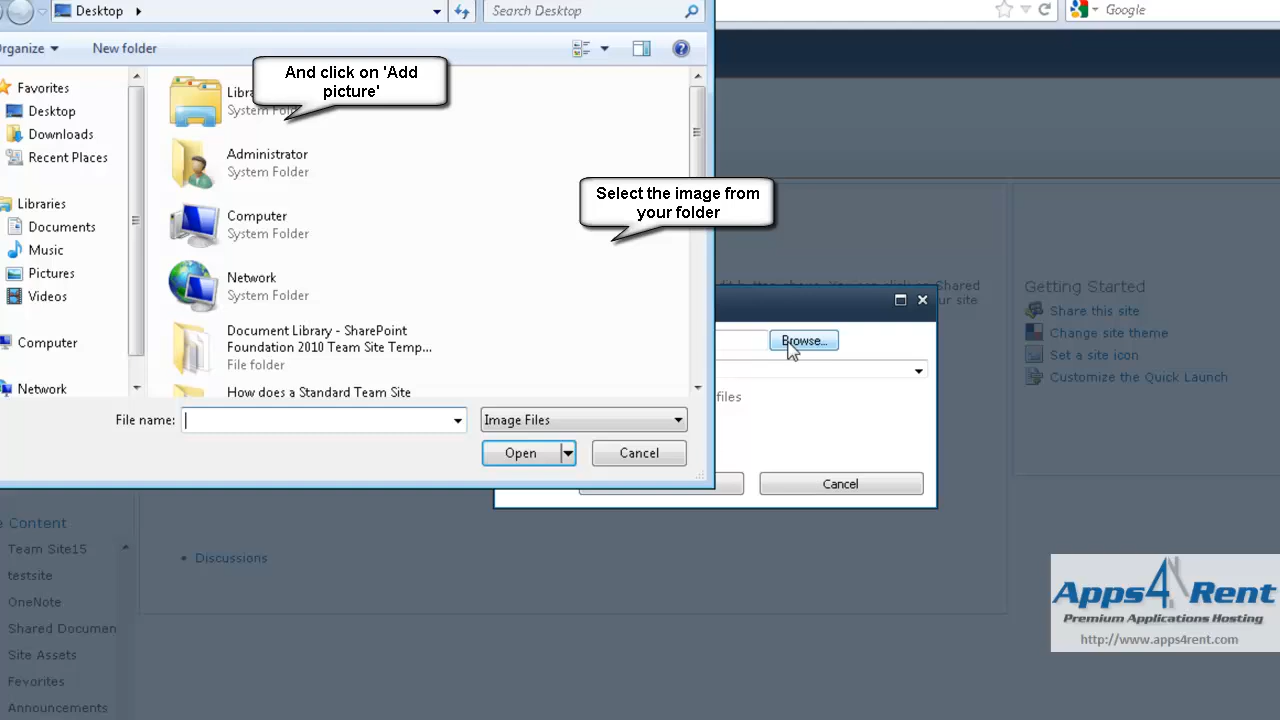 Desktop
Search Desktop
Google
rganize
New folder
And click on 'Add
picture'
Favorites
Desktop
Downloads
Recent Places
Libraries
Documents
Music
Pictures
Videos
Computer
Network
System Folder
Administrator
System Folder
Computer
System Folder
Network
System Folder
Document Library - SharePoint
Foundation 2010 Team Site Temp...
File folder
How does a Standard Team Site
Select the image from
your folder
File name:
Image Files
Open
Cancel
Browse...
files
Cancel
Shared
ur site
Getting Started
Share this site
Change site theme
Set a site icon
Customize the Quick Launch
e Content
Team Site15
testsite
OneNote
Shared Documen
Site Assets
Fevorites
Announcements
Discussions
Apps4Rent
Premium Applications Hosting
http://www.apps4rent.com